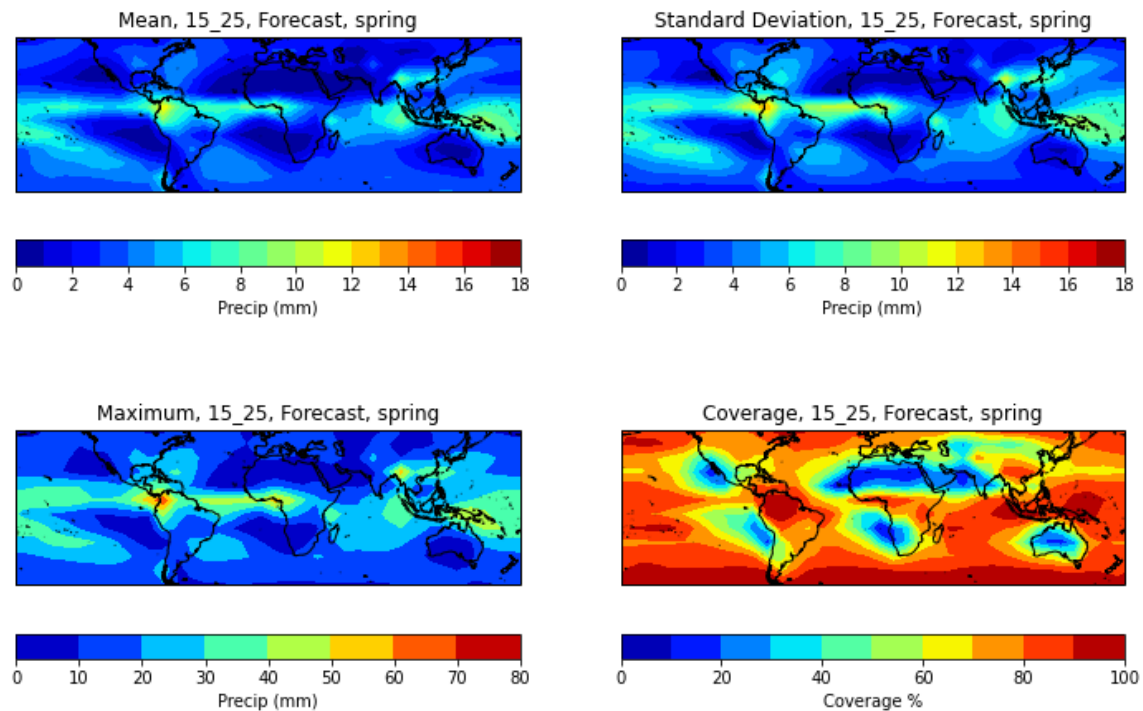 Mean, 15_25, Forecast, spring
Standard Deviation, 15_25, Forecast, spring
0 2 4 6 8 10 12 14 16 18
Precip (mm)
0 2 4 6 8 10 12 14 16 18
Precip (mm)
Maximum, 15_25, Forecast, spring
Coverage, 15_25, Forecast, spring
0 10 20 30 40 50 60 70 80
Precip (mm)
0 20 40 60 80 100
Coverage %